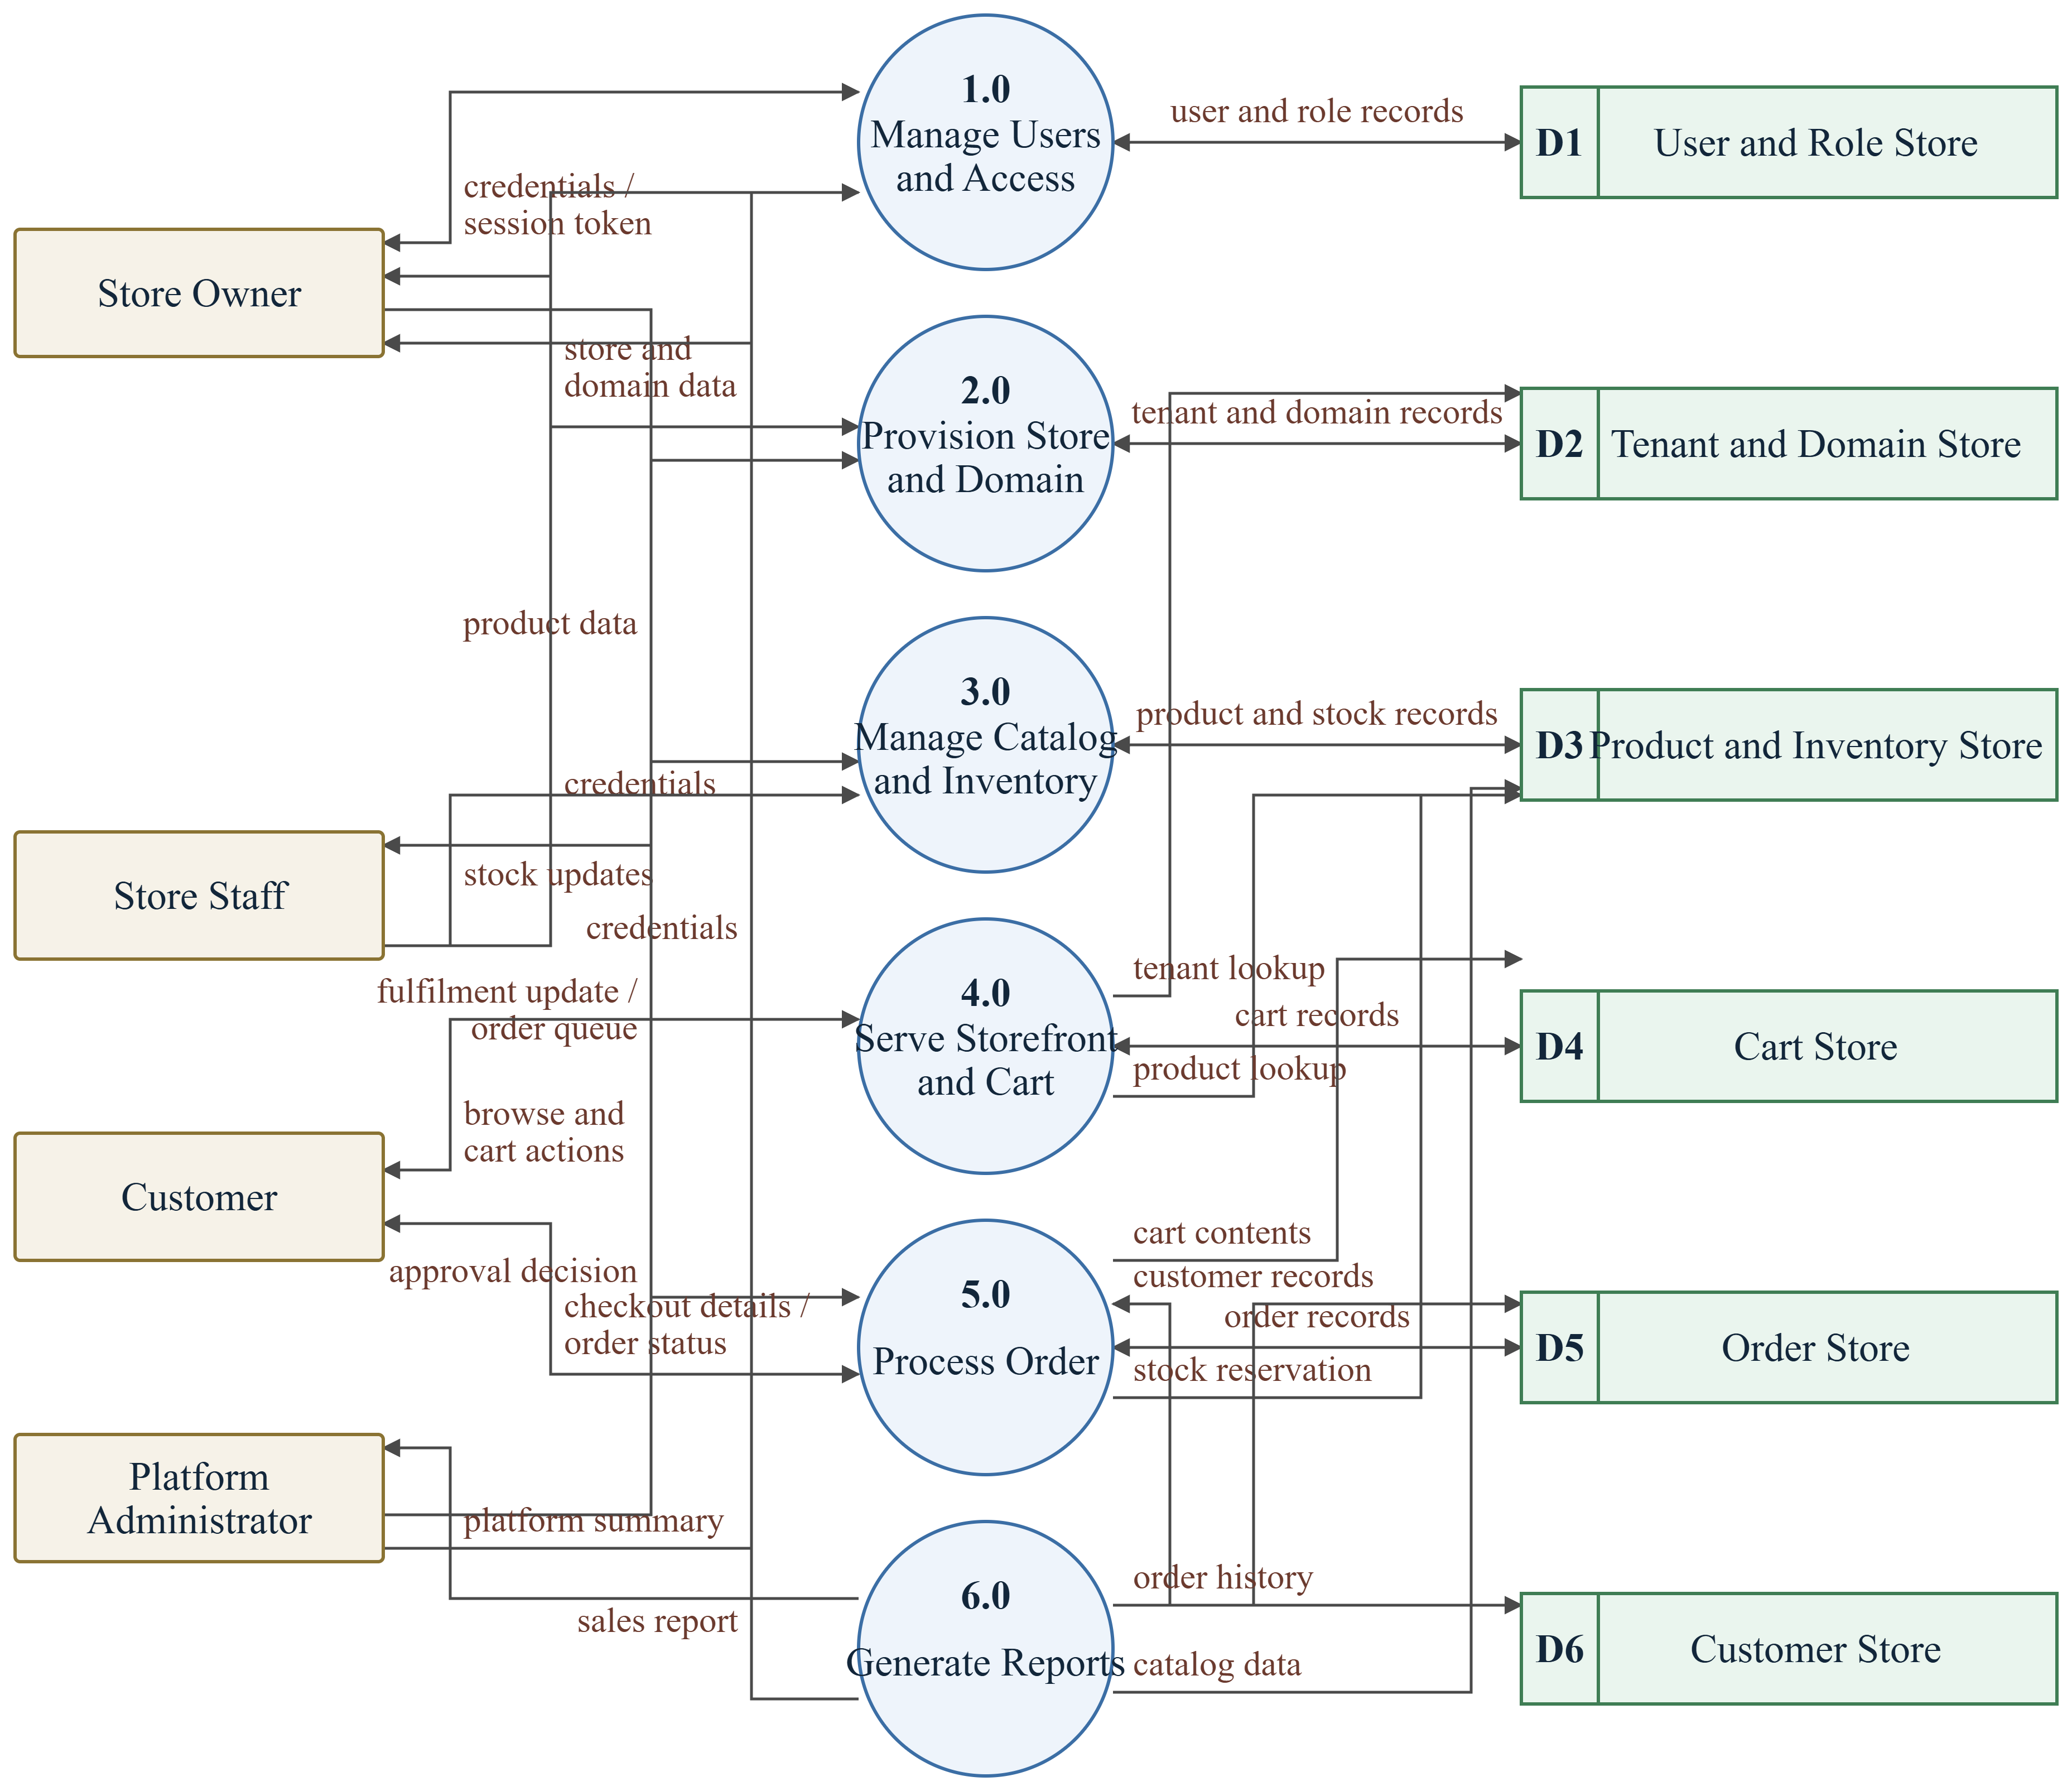 1.0
Manage Users
and Access
user and role records
D1
User and Role Store
credentials /
session token
Store Owner
store and
domain data
2.0
Provision Store
and Domain
tenant and domain records
D2
Tenant and Domain Store
product data
3.0
Manage Catalog
and Inventory
product and stock records
D3
Product and Inventory Store
credentials
stock updates
Store Staff
credentials
fulfilment update /
order queue
4.0
Serve Storefront
and Cart
tenant lookup
cart records
product lookup
D4
Cart Store
browse and
cart actions
Customer
approval decision
checkout details /
order status
5.0
Process Order
cart contents
customer records
order records
stock reservation
D5
Order Store
Platform
Administrator
platform summary
sales report
6.0
Generate Reports
order history
catalog data
D6
Customer Store